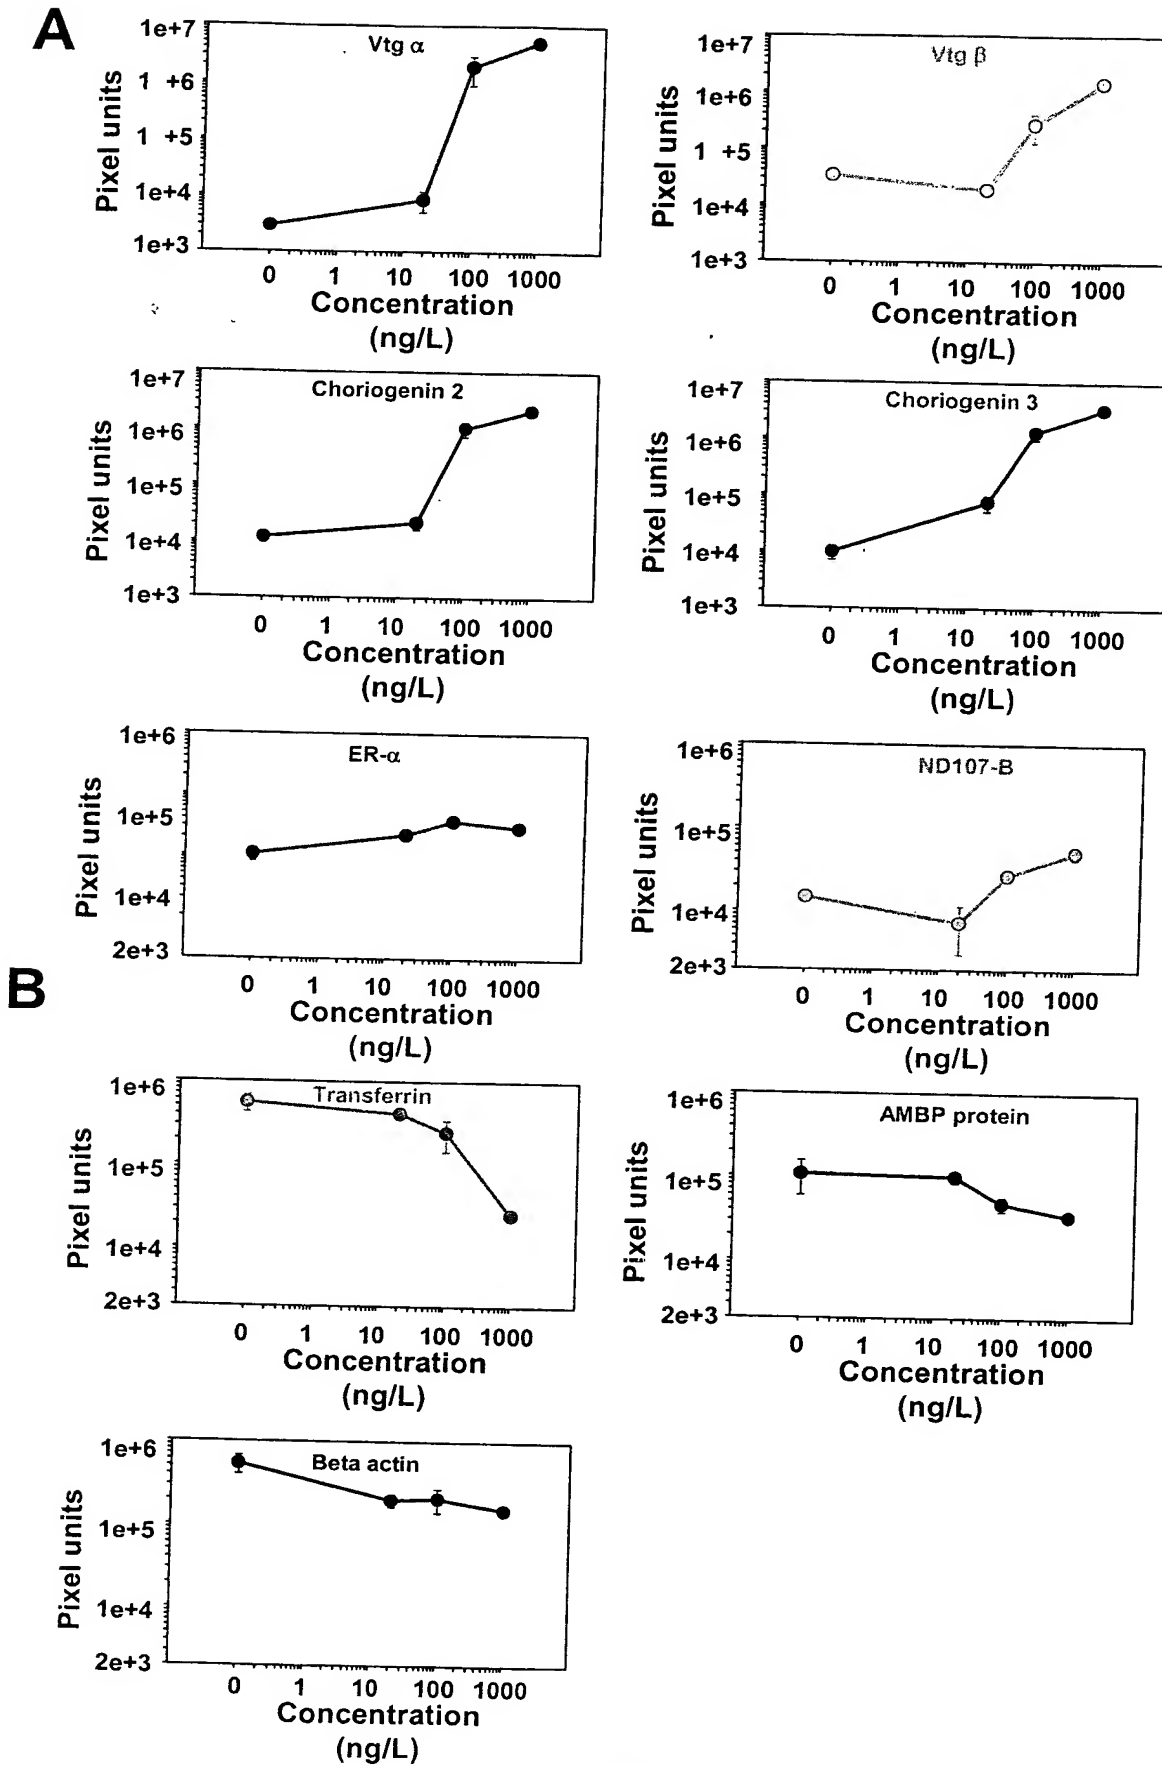 A
Vtg α
1e+7
1 +6
1 +5
1e+4
1e+3
Pixel units
0 1 10 100 1000
Concentration
(ng/L)
Vtg β
1e+7
1e+6
1 +5
1e+4
1e+3
Pixel units
0 1 10 100 1000
Concentration
(ng/L)
Choriogenin 2
1e+7
1e+6
1e+5
1e+4
1e+3
Pixel units
0 1 10 100 1000
Concentration
(ng/L)
Choriogenin 3
1e+7
1e+6
1e+5
1e+4
1e+3
Pixel units
0 1 10 100 1000
Concentration
(ng/L)
ER-α
1e+6
1e+5
1e+4
2e+3
Pixel units
0 1 10 100 1000
Concentration
(ng/L)
ND107-B
1e+6
1e+5
1e+4
2e+3
Pixel units
0 1 10 100 1000
Concentration
(ng/L)
B
Transferrin
1e+6
1e+5
1e+4
2e+3
Pixel units
0 1 10 100 1000
Concentration
(ng/L)
AMBP protein
1e+6
1e+5
1e+4
2e+3
Pixel units
0 1 10 100 1000
Concentration
(ng/L)
Beta actin
1e+6
1e+5
1e+4
2e+3
Pixel units
0 1 10 100 1000
Concentration
(ng/L)